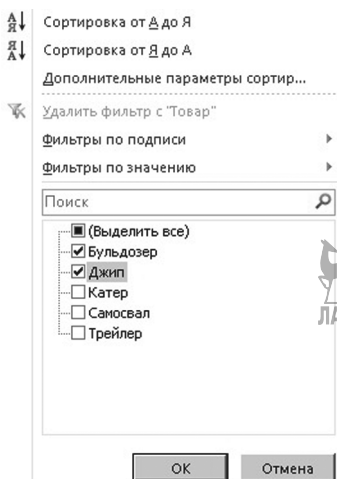 Сортировка от А до Я
Сортировка от Я до А
Дополнительные параметры сортир...
Удалить фильтр с "Товар"
Фильтры по подписи
Фильтры по значению
Поиск
(Выделить все)
Бульдозер
Джип
Катер
Самосвал
Трейлер
ОК
Отмена